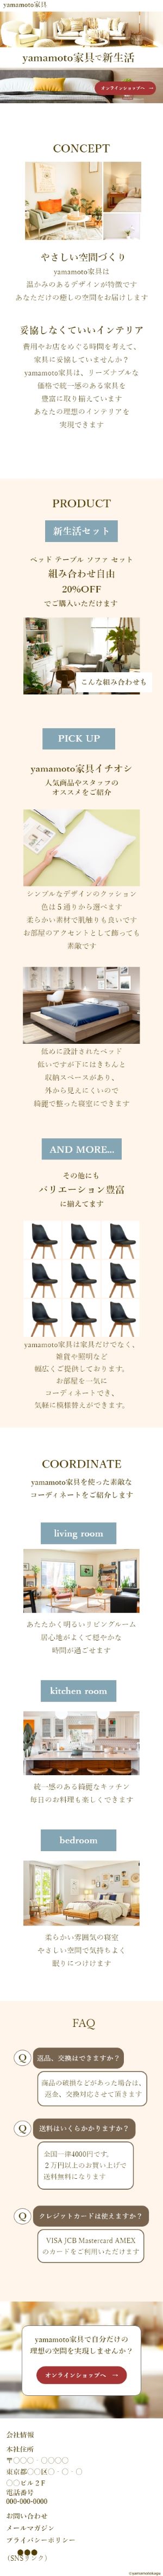 yamamoto家具
yamamoto家具で新生活
オンラインショップへ →
CONCEPT
やさしい空間づくり
yamamoto家具は
温かみのあるデザインが特徴です
あなただけの癒しの空間をお届けします
妥協しなくていいインテリア
費用やお店をめぐる時間を考えて、
家具に妥協していませんか？
yamamoto家具は、リーズナブルな
価格で統一感のある家具を
豊富に取り揃えています
あなたの理想のインテリアを
実現できます
PRODUCT
新生活セット
ベッド テーブル ソファ セット
組み合わせ自由
20%OFF
でご購入いただけます
こんな組み合わせも
PICK UP
yamamoto家具イチオシ
人気商品やスタッフの
オススメをご紹介
シンプルなデザインのクッション
色は５通りから選べます
柔らかい素材で肌触りも良いです
お部屋のアクセントとして飾っても
素敵です
低めに設計されたベッド
低いですが下にはきちんと
収納スペースがあり、
外から見えにくいので
綺麗で整った寝室にできます
AND MORE...
その他にも
バリエーション豊富
に揃えてます
yamamoto家具は家具だけでなく、
雑貨や照明など
幅広くご提供しております。
お部屋を一気に
コーディネートでき、
気軽に模様替えができます。
COORDINATE
yamamoto家具を使った素敵な
コーディネートをご紹介します
living room
あたたかく明るいリビングルーム
居心地がよくて穏やかな
時間が過ごせます
kitchen room
統一感のある綺麗なキッチン
毎日のお料理も楽しくできます
bedroom
柔らかい雰囲気の寝室
やさしい空間で気持ちよく
眠りにつけけます
FAQ
Q 返品、交換はできますか？
商品の破損などがあった場合は、
返金、交換対応させて頂きます
Q 送料はいくらかかりますか？
全国一律4000円です。
２万円以上のお買い上げで
送料無料になります
Q クレジットカードは使えますか？
VISA JCB Mastercard AMEX
のカードをご利用いただけます
yamamoto家具で自分だけの
理想の空間を実現しませんか？
オンラインショップへ →
会社情報
本社住所
〒○○○‐○○○○
東京都○○区○‐○‐○
○○ビル２F
電話番号
000-000-0000
お問い合わせ
メールマガジン
プライバシーポリシー
（SNSリンク）